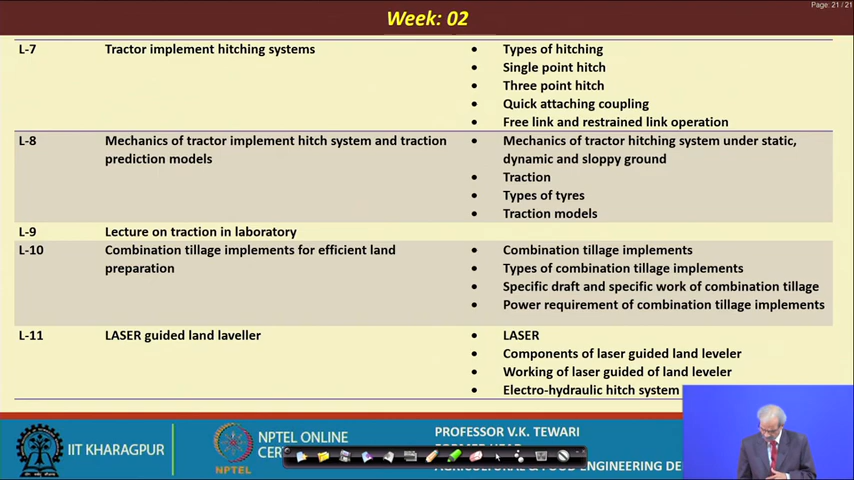 Page: 21 / 21
Week: 02
L-7 Tractor implement hitching systems • Types of hitching
• Single point hitch
• Three point hitch
• Quick attaching coupling
• Free link and restrained link operation
L-8 Mechanics of tractor implement hitch system and traction • Mechanics of tractor hitching system under static,
prediction models dynamic and sloppy ground
• Traction
• Types of tyres
• Traction models
L-9 Lecture on traction in laboratory
L-10 Combination tillage implements for efficient land • Combination tillage implements
preparation • Types of combination tillage implements
• Specific draft and specific work of combination tillage
• Power requirement of combination tillage implements
L-11 LASER guided land laveller • LASER
• Components of laser guided land leveler
• Working of laser guided of land leveler
• Electro-hydraulic hitch system
IIT KHARAGPUR
NPTEL
NPTEL ONLINE
PROFESSOR V.K. TEWARI
AGRICULTURAL & FOOD ENGINEERING DE